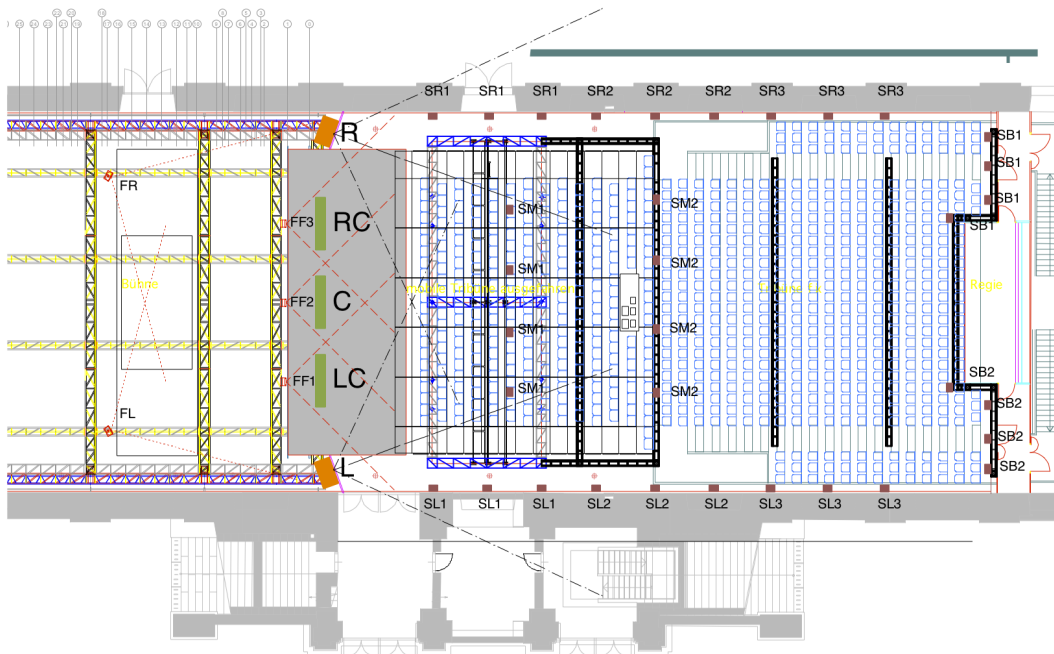 SR1 SR1 SR1 SR2 SR2 SR2 SR3 SR3 SR3
R
SB1
SB1
FR
SB1
SM1 SM2
FF3 RC
SB1
SM1 SM2
Bühne
Regie
FF2 C
SM1 SM2
SB2
FF1 LC
SM1 SM2
SB2
FL
SB2
L
SB2
SL1 SL1 SL1 SL2 SL2 SL2 SL3 SL3 SL3